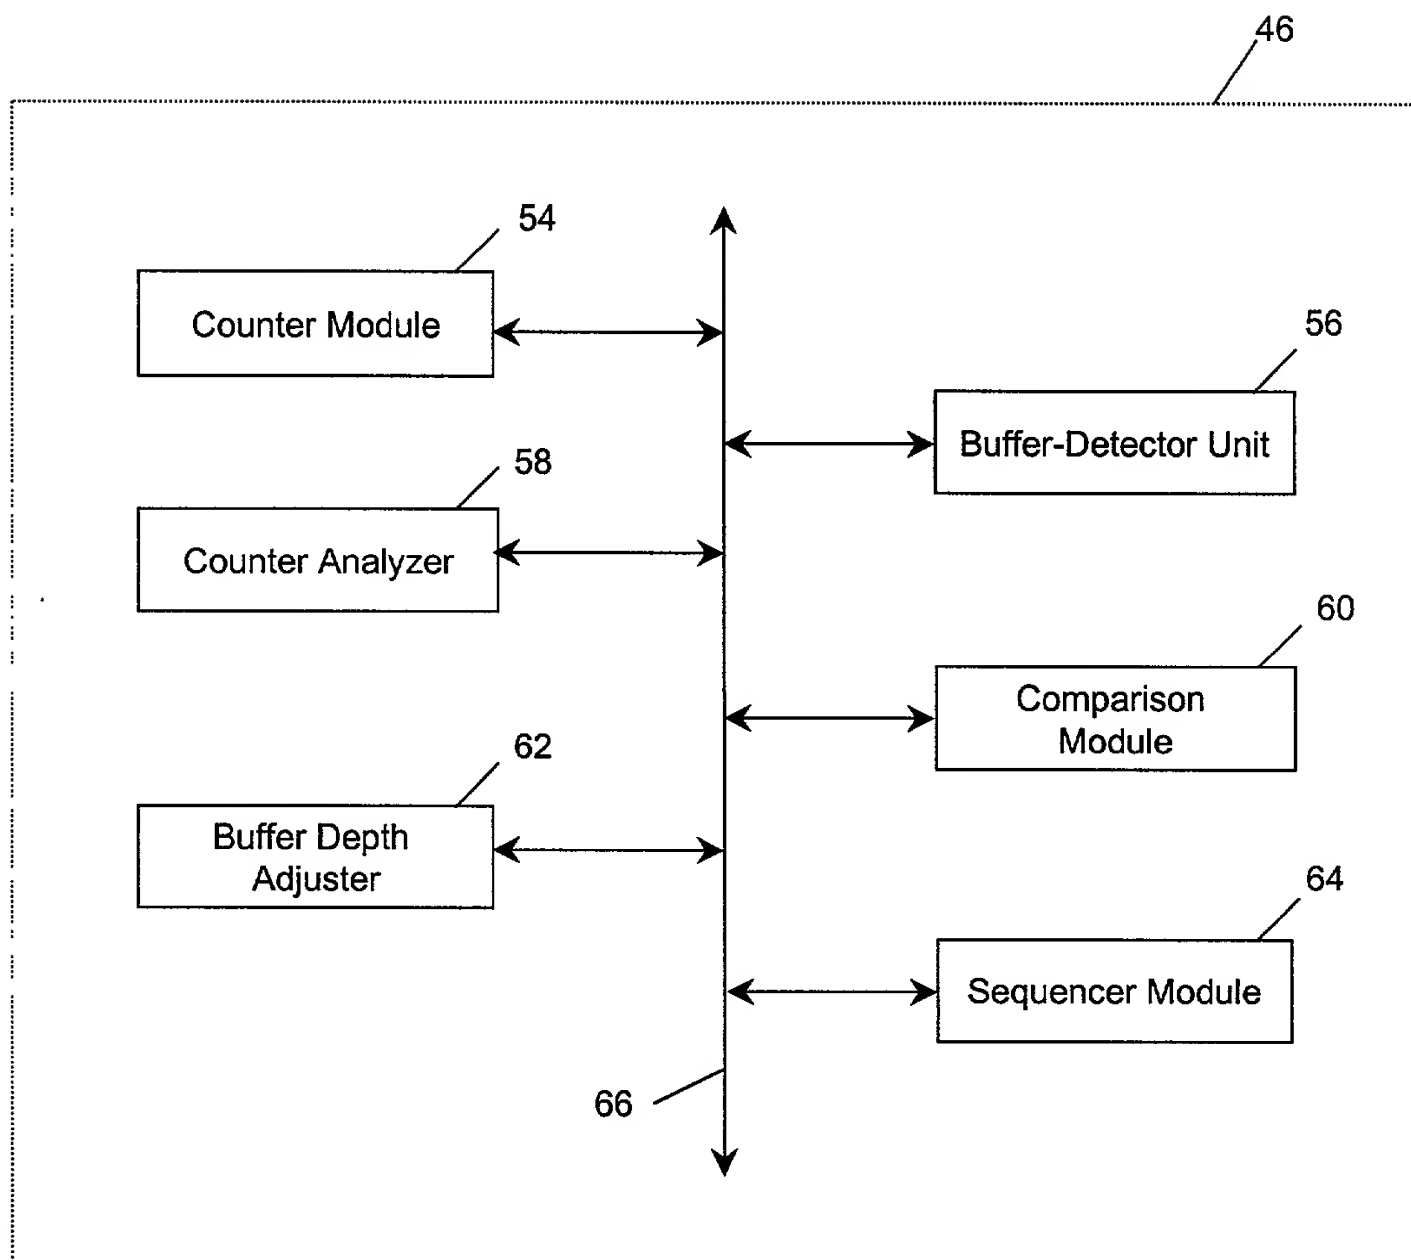 46
54
Counter Module
56
Buffer-Detector Unit
58
Counter Analyzer
60
Comparison
Module
62
Buffer Depth
Adjuster
64
Sequencer Module
66